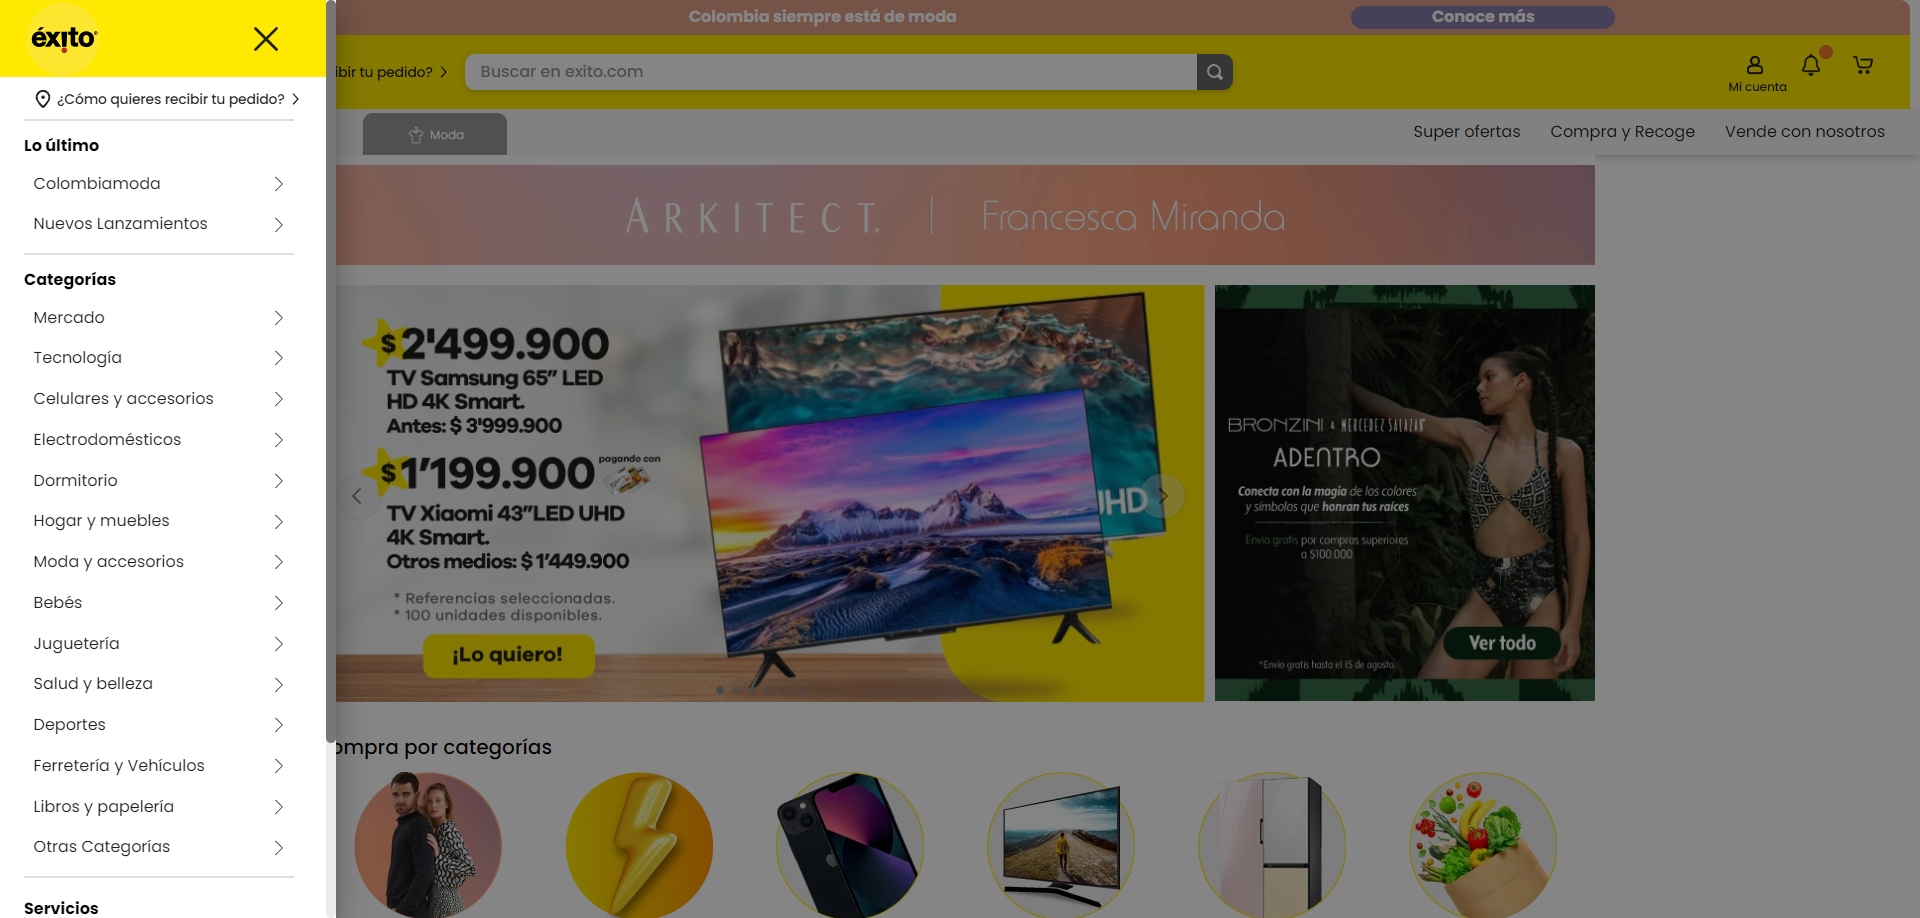 éxito
¿Cómo quieres recibir tu pedido?
Lo último
Colombiamoda
Nuevos Lanzamientos
Categorías
Mercado
Tecnología
Celulares y accesorios
Electrodomésticos
Dormitorio
Hogar y muebles
Moda y accesorios
Bebés
Juguetería
Salud y belleza
Deportes
Ferretería y Vehículos
Libros y papelería
Otras Categorías
Servicios
Colombia siempre está de moda
Conoce más
ibir tu pedido?
Buscar en exito.com
Mi cuenta
Moda
Super ofertas
Compra y Recoge
Vende con nosotros
ARKITECT. | Francesca Miranda
$2'499.900
TV Samsung 65” LED
HD 4K Smart.
Antes: $ 3'999.900
$1’199.900
pagando con
TV Xiaomi 43”LED UHD
4K Smart.
Otros medios: $ 1’449.900
* Referencias seleccionadas.
* 100 unidades disponibles.
¡Lo quiero!
UHD
BRONZINI & MERCEDEZ SALAZAR
ADENTRO
Conecta con la magia de los colores
y símbolos que honran tus raíces
Envío gratis por compras superiores
a $100.000
Ver todo
*Envío gratis hasta el 15 de agosto.
ompra por categorías